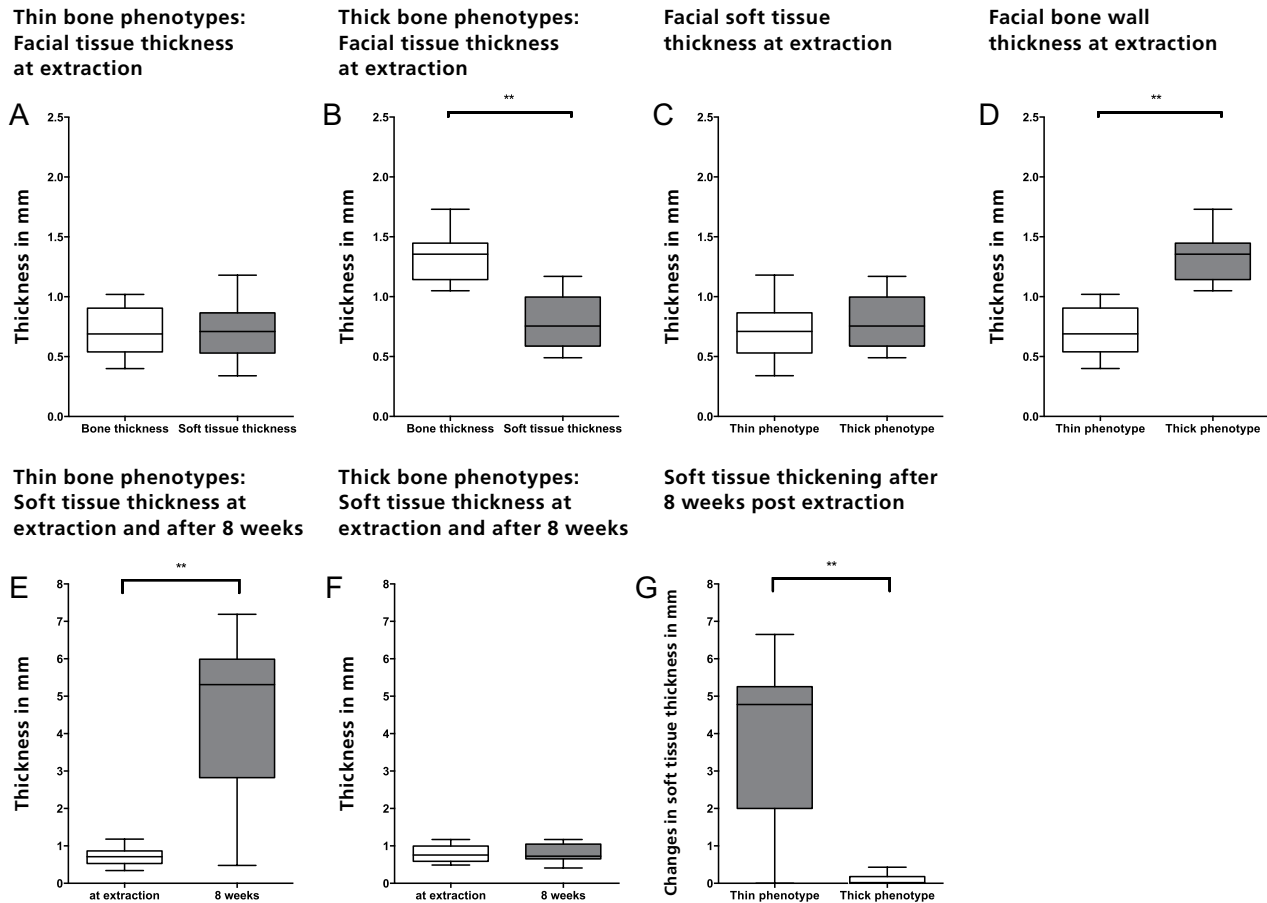 Thin bone phenotypes:
Facial tissue thickness
at extraction
Thick bone phenotypes:
Facial tissue thickness
at extraction
Facial soft tissue
thickness at extraction
Facial bone wall
thickness at extraction
A
Thickness in mm
2.5
2.0
1.5
1.0
0.5
0.0
Bone thickness
Soft tissue thickness
B
**
Thickness in mm
2.5
2.0
1.5
1.0
0.5
0.0
Bone thickness
Soft tissue thickness
C
Thickness in mm
2.5
2.0
1.5
1.0
0.5
0.0
Thin phenotype
Thick phenotype
D
**
Thickness in mm
2.5
2.0
1.5
1.0
0.5
0.0
Thin phenotype
Thick phenotype
Thin bone phenotypes:
Soft tissue thickness at
extraction and after 8 weeks
Thick bone phenotypes:
Soft tissue thickness at
extraction and after 8 weeks
Soft tissue thickening after
8 weeks post extraction
E
**
Thickness in mm
8
7
6
5
4
3
2
1
0
at extraction
8 weeks
F
Thickness in mm
8
7
6
5
4
3
2
1
0
at extraction
8 weeks
G
**
Changes in soft tissue thickness in mm
8
7
6
5
4
3
2
1
0
Thin phenotype
Thick phenotype